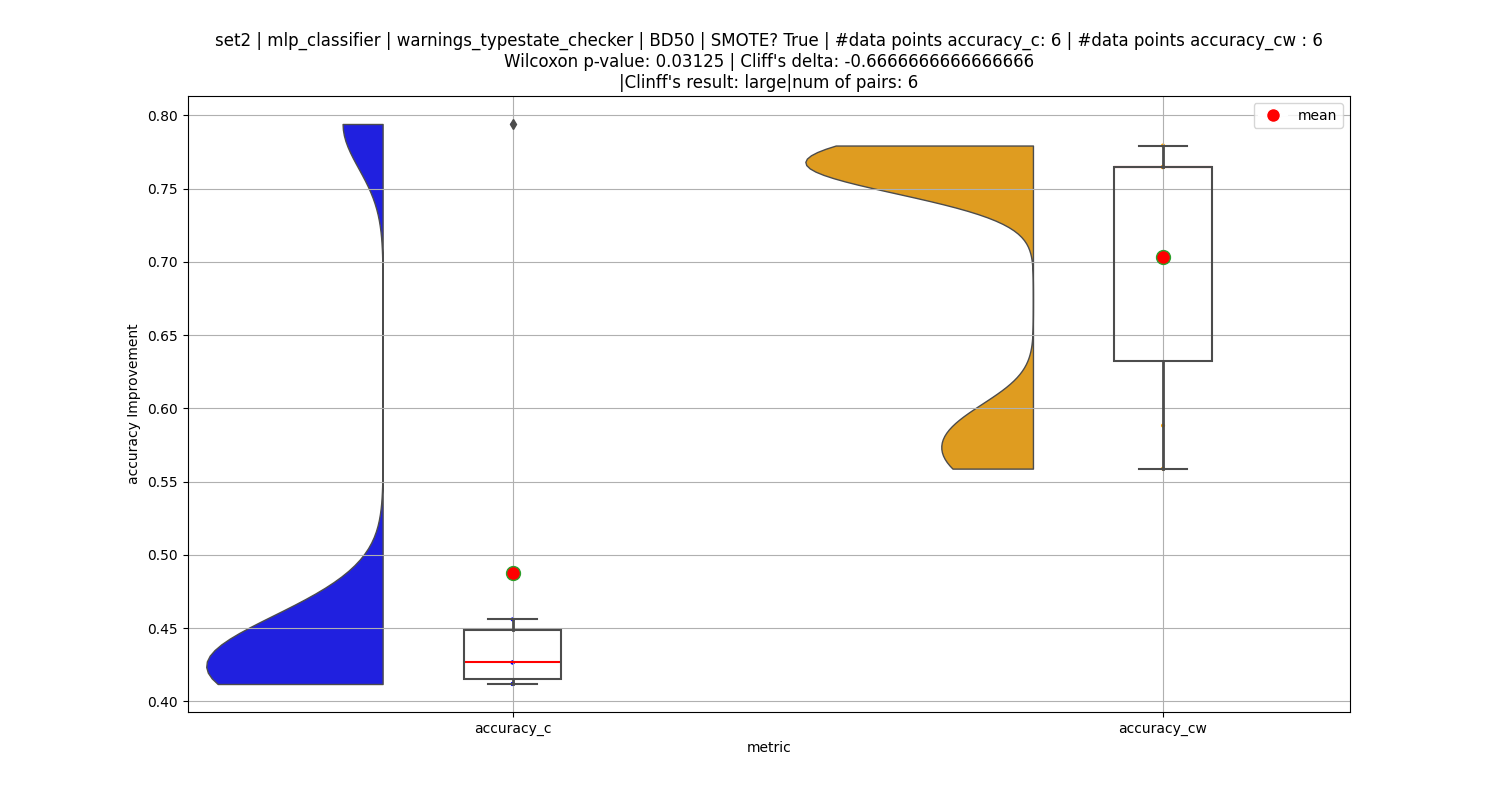 set2 | mlp_classifier | warnings_typestate_checker | BD50 | SMOTE? True | #data points accuracy_c: 6 | #data points accuracy_cw : 6
Wilcoxon p-value: 0.03125 | Cliff's delta: -0.6666666666666666
|Clinff's result: large|num of pairs: 6
mean
0.80
0.75
0.70
0.65
0.60
0.55
0.50
0.45
0.40
accuracy Improvement
accuracy_c
accuracy_cw
metric